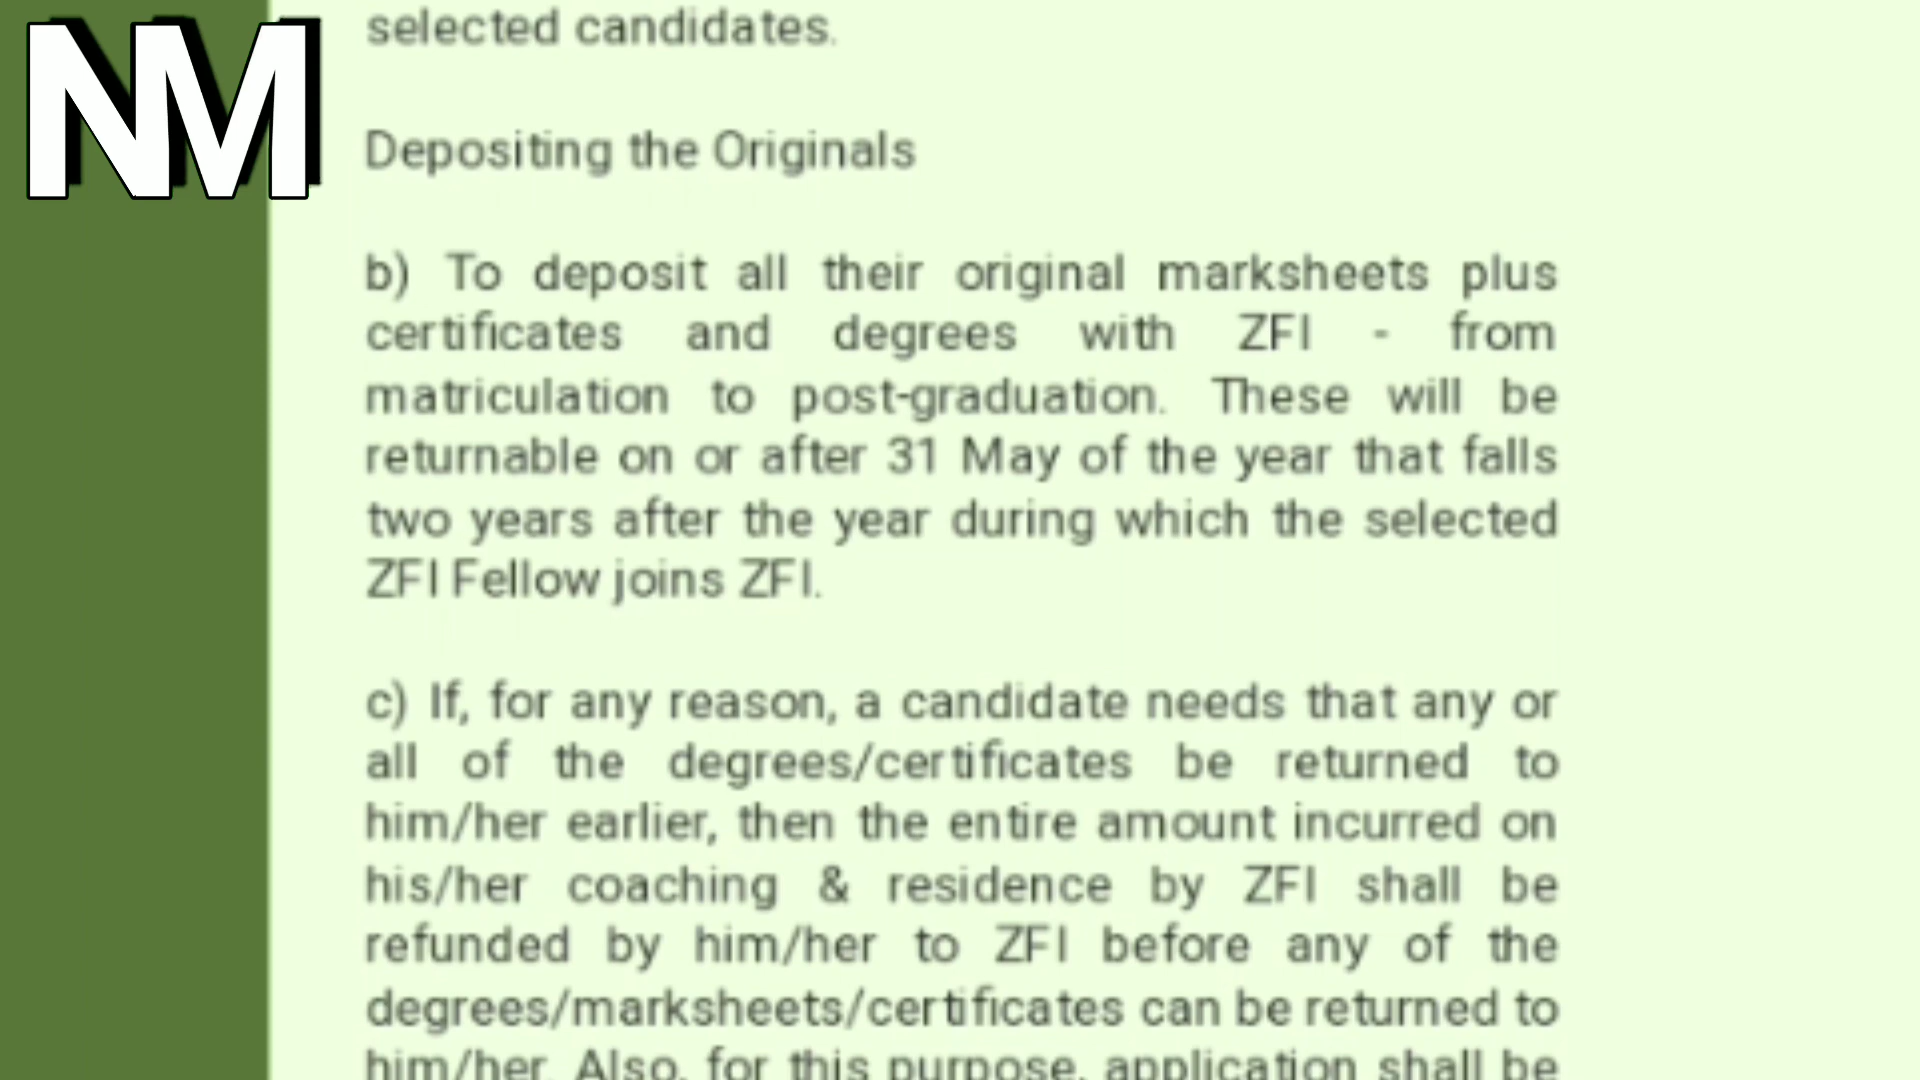 NM
selected candidates.
Depositing the Originals
b) To deposit all their original marksheets plus
certificates and degrees with ZFI - from
matriculation to post-graduation. These will be
returnable on or after 31 May of the year that falls
two years after the year during which the selected
ZFI Fellow joins ZFI.
c) If, for any reason, a candidate needs that any or
all of the degrees/certificates be returned to
him/her earlier, then the entire amount incurred on
his/her coaching & residence by ZFI shall be
refunded by him/her to ZFI before any of the
degrees/marksheets/certificates can be returned to
him/her. Also, for this purpose, application shall be